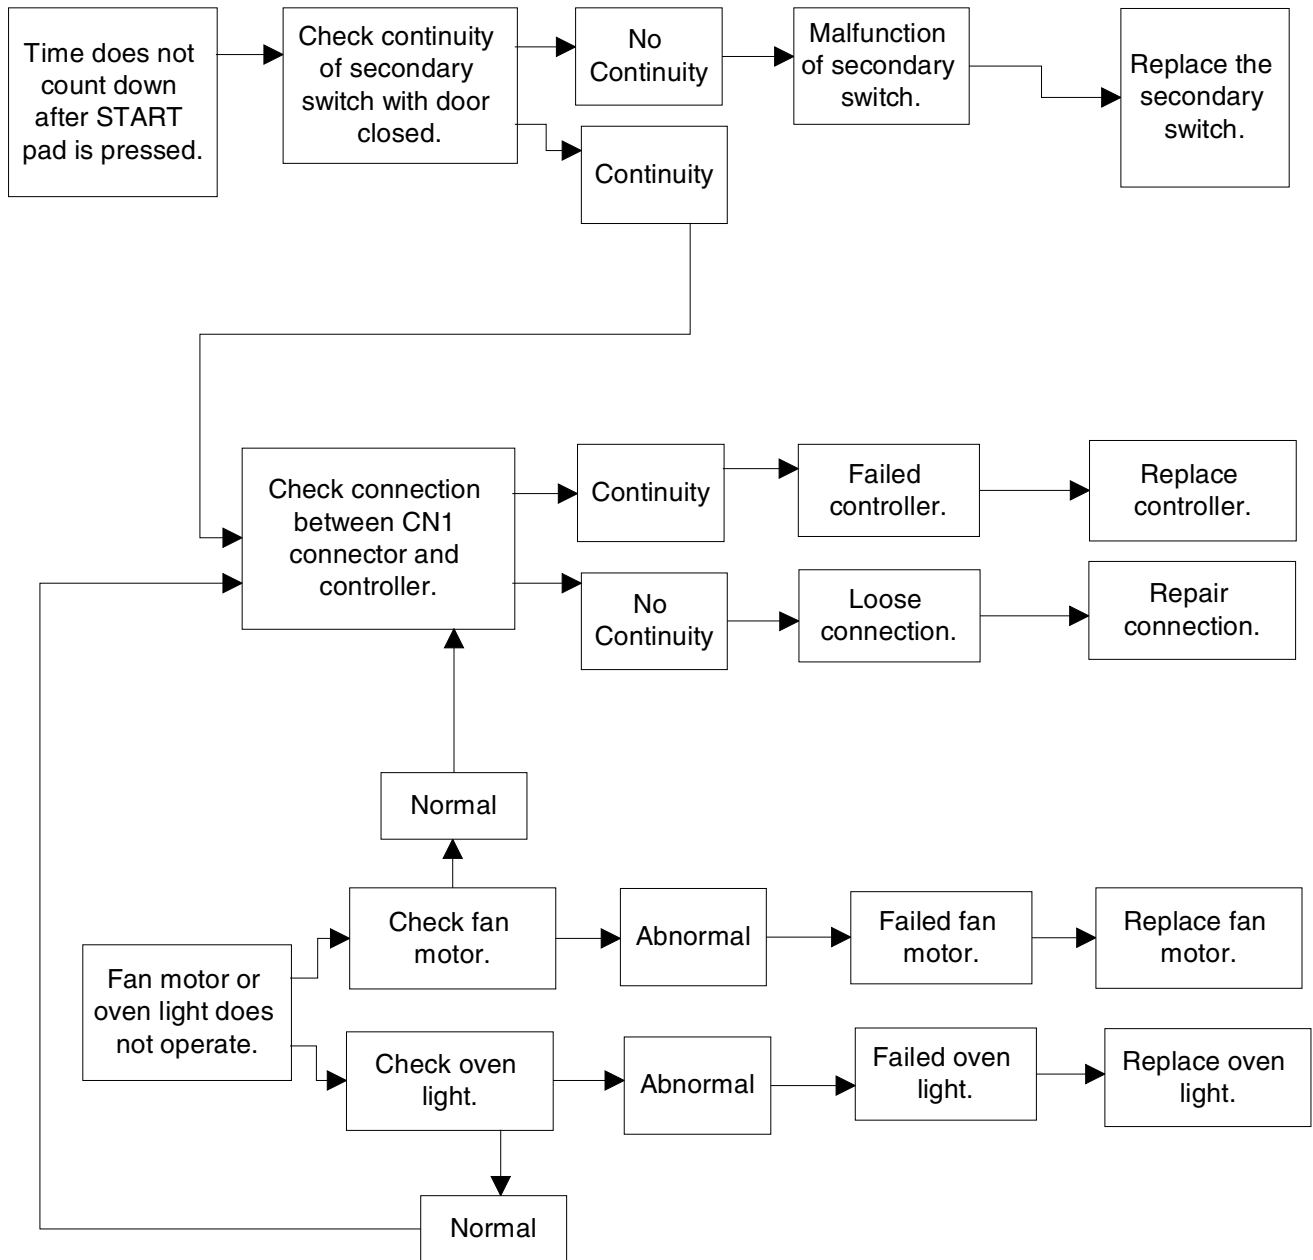 Time does not
count down
after START
pad is pressed.
Check continuity
of secondary
switch with door
closed.
No
Continuity
Malfunction
of secondary
switch.
Replace the
secondary
switch.
Continuity
Check connection
between CN1
connector and
controller.
Continuity
Failed
controller.
Replace
controller.
No
Continuity
Loose
connection.
Repair
connection.
Normal
Fan motor or
oven light does
not operate.
Check fan
motor.
Abnormal
Failed fan
motor.
Replace fan
motor.
Check oven
light.
Abnormal
Failed oven
light.
Replace oven
light.
Normal